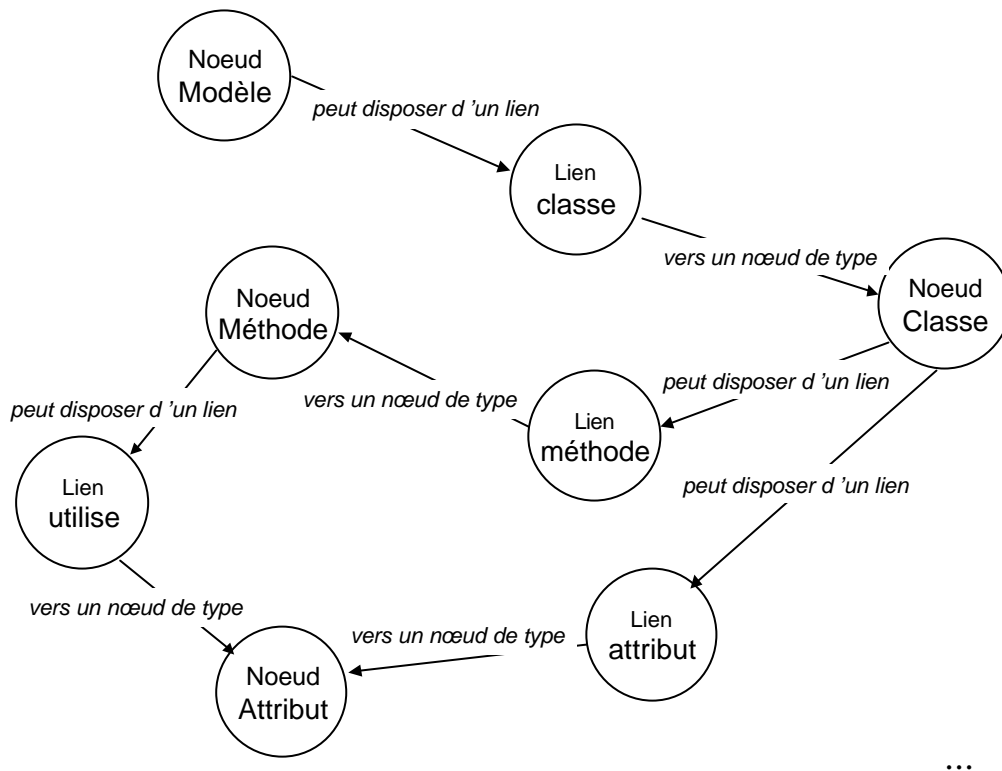 Noeud
Modèle
peut disposer d ’un lien
Lien
classe
vers un nœud de type
Noeud
Classe
Noeud
Méthode
peut disposer d ’un lien
vers un nœud de type
peut disposer d ’un lien
Lien
méthode
Lien
utilise
peut disposer d ’un lien
vers un nœud de type
vers un nœud de type
Lien
attribut
Noeud
Attribut
...